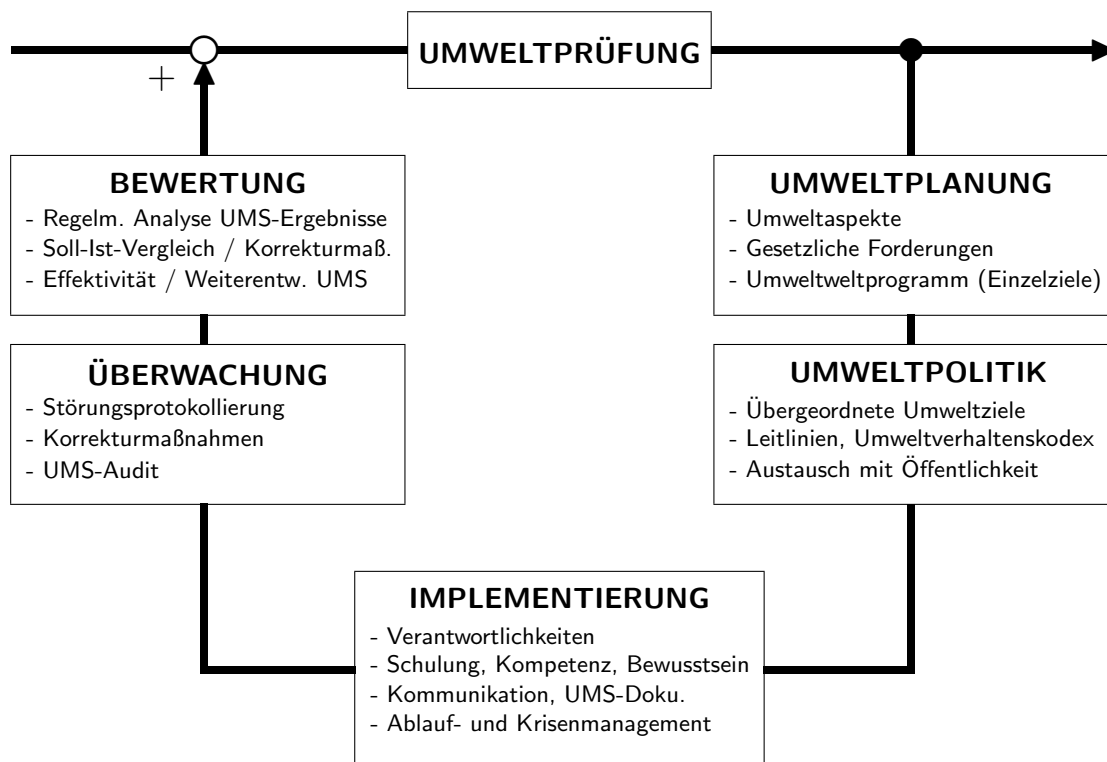 UMWELTPRÜFUNG
+
BEWERTUNG
- Regelm. Analyse UMS-Ergebnisse
- Soll-Ist-Vergleich / Korrekturmaß.
- Effektivität / Weiterentw. UMS
UMWELTPLANUNG
- Umweltaspekte
- Gesetzliche Forderungen
- Umweltweltprogramm (Einzelziele)
ÜBERWACHUNG
- Störungsprotokollierung
- Korrekturmaßnahmen
- UMS-Audit
UMWELTPOLITIK
- Übergeordnete Umweltziele
- Leitlinien, Umweltverhaltenskodex
- Austausch mit Öffentlichkeit
IMPLEMENTIERUNG
- Verantwortlichkeiten
- Schulung, Kompetenz, Bewusstsein
- Kommunikation, UMS-Doku.
- Ablauf- und Krisenmanagement